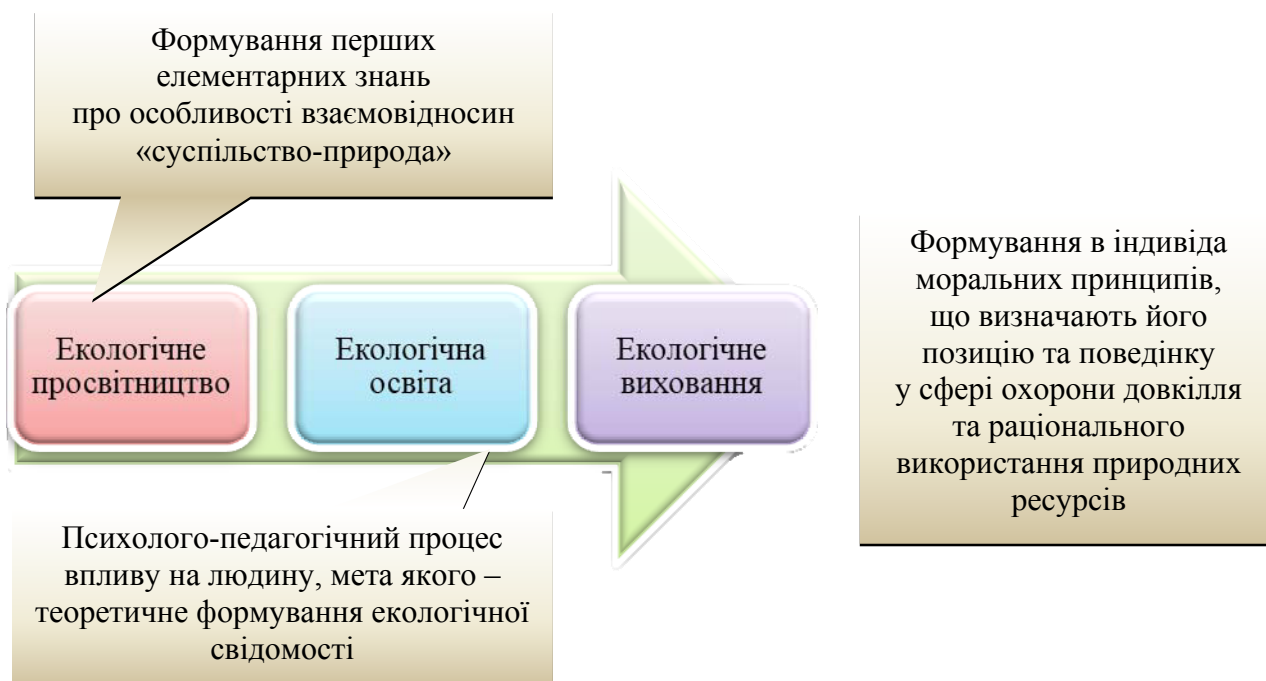 Формування перших
елементарних знань
про особливості взаємовідносин
«суспільство-природа»
Екологічне
просвітництво
Екологічна
освіта
Екологічне
виховання
Формування в індивіда
моральних принципів,
що визначають його
позицію та поведінку
у сфері охорони довкілля
та раціонального
використання природних
ресурсів
Психолого-педагогічний процес
впливу на людину, мета якого –
теоретичне формування екологічної
свідомості